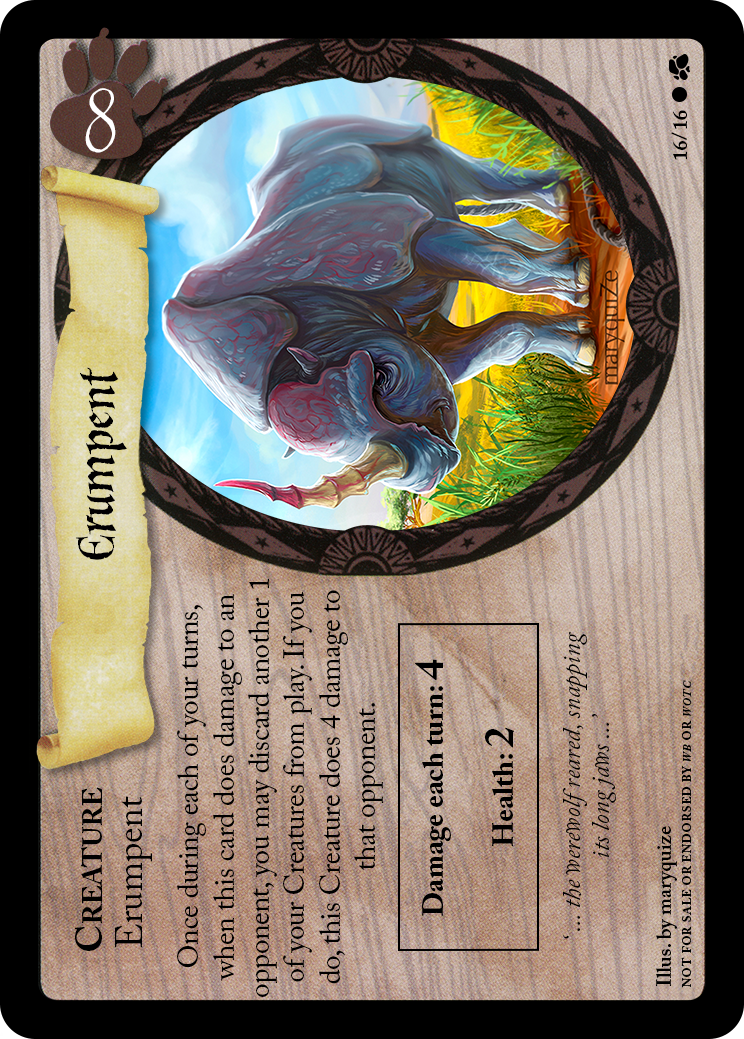 8
Erumpent
CREATURE
Erumpent
Once during each of your turns,
when this card does damage to an
opponent, you may discard another 1
of your Creatures from play. If you
do, this Creature does 4 damage to
that opponent.
Damage each turn: 4
Health: 2
‘... the werewolf reared, snapping
its long jaws ...’
Illus. by maryquize
NOT FOR SALE OR ENDORSED BY WB OR WOTC
maryquiZe
16/16